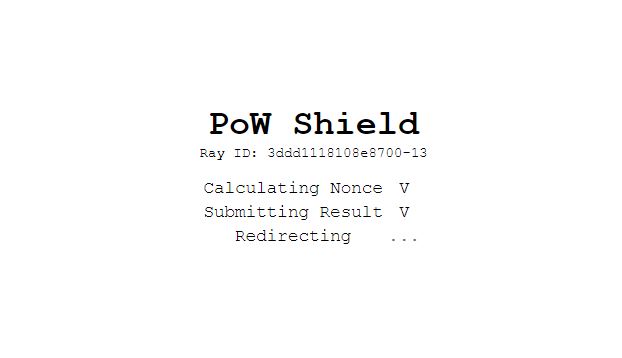 PoW Shield
Ray ID: 3ddd1118108e8700-13
Calculating Nonce V
Submitting Result V
Redirecting ...